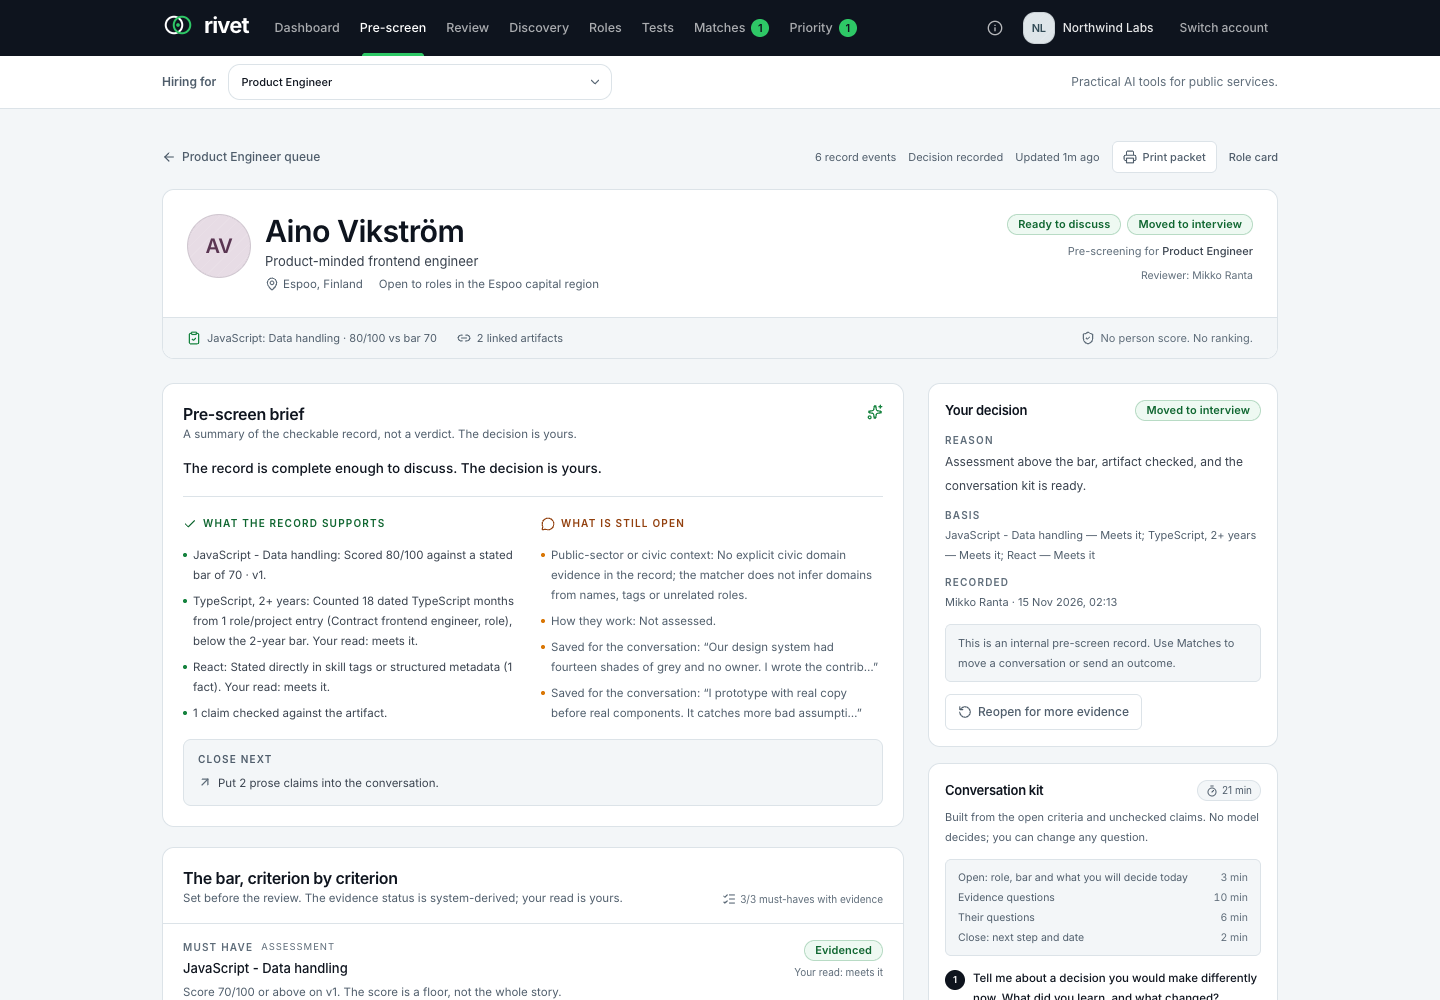 rivet
Dashboard
Pre-screen
Review
Discovery
Roles
Tests
Matches 1
Priority 1
NL
Northwind Labs
Switch account
Hiring for
Product Engineer
Practical AI tools for public services.
Product Engineer queue
6 record events
Decision recorded
Updated 1m ago
Print packet
Role card
AV
Aino Vikström
Product-minded frontend engineer
Espoo, Finland
Open to roles in the Espoo capital region
Ready to discuss
Moved to interview
Pre-screening for Product Engineer
Reviewer: Mikko Ranta
JavaScript: Data handling · 80/100 vs bar 70
2 linked artifacts
No person score. No ranking.
Pre-screen brief
A summary of the checkable record, not a verdict. The decision is yours.
The record is complete enough to discuss. The decision is yours.
WHAT THE RECORD SUPPORTS
JavaScript - Data handling: Scored 80/100 against a stated
bar of 70 · v1.
TypeScript, 2+ years: Counted 18 dated TypeScript months
from 1 role/project entry (Contract frontend engineer, role),
below the 2-year bar. Your read: meets it.
React: Stated directly in skill tags or structured metadata (1
fact). Your read: meets it.
1 claim checked against the artifact.
WHAT IS STILL OPEN
Public-sector or civic context: No explicit civic domain
evidence in the record; the matcher does not infer domains
from names, tags or unrelated roles.
How they work: Not assessed.
Saved for the conversation: “Our design system had
fourteen shades of grey and no owner. I wrote the contrib…”
Saved for the conversation: “I prototype with real copy
before real components. It catches more bad assumpti…”
CLOSE NEXT
Put 2 prose claims into the conversation.
The bar, criterion by criterion
Set before the review. The evidence status is system-derived; your read is yours.
3/3 must-haves with evidence
MUST HAVE ASSESSMENT
JavaScript - Data handling
Score 70/100 or above on v1. The score is a floor, not the whole story.
Evidenced
Your read: meets it
Your decision
Moved to interview
REASON
Assessment above the bar, artifact checked, and the
conversation kit is ready.
BASIS
JavaScript - Data handling — Meets it; TypeScript, 2+ years
— Meets it; React — Meets it
RECORDED
Mikko Ranta · 15 Nov 2026, 02:13
This is an internal pre-screen record. Use Matches to
move a conversation or send an outcome.
Reopen for more evidence
Conversation kit
21 min
Built from the open criteria and unchecked claims. No model
decides; you can change any question.
Open: role, bar and what you will decide today 3 min
Evidence questions 10 min
Their questions 6 min
Close: next step and date 2 min
1 Tell me about a decision you would make differently
now. What did you learn, and what changed?